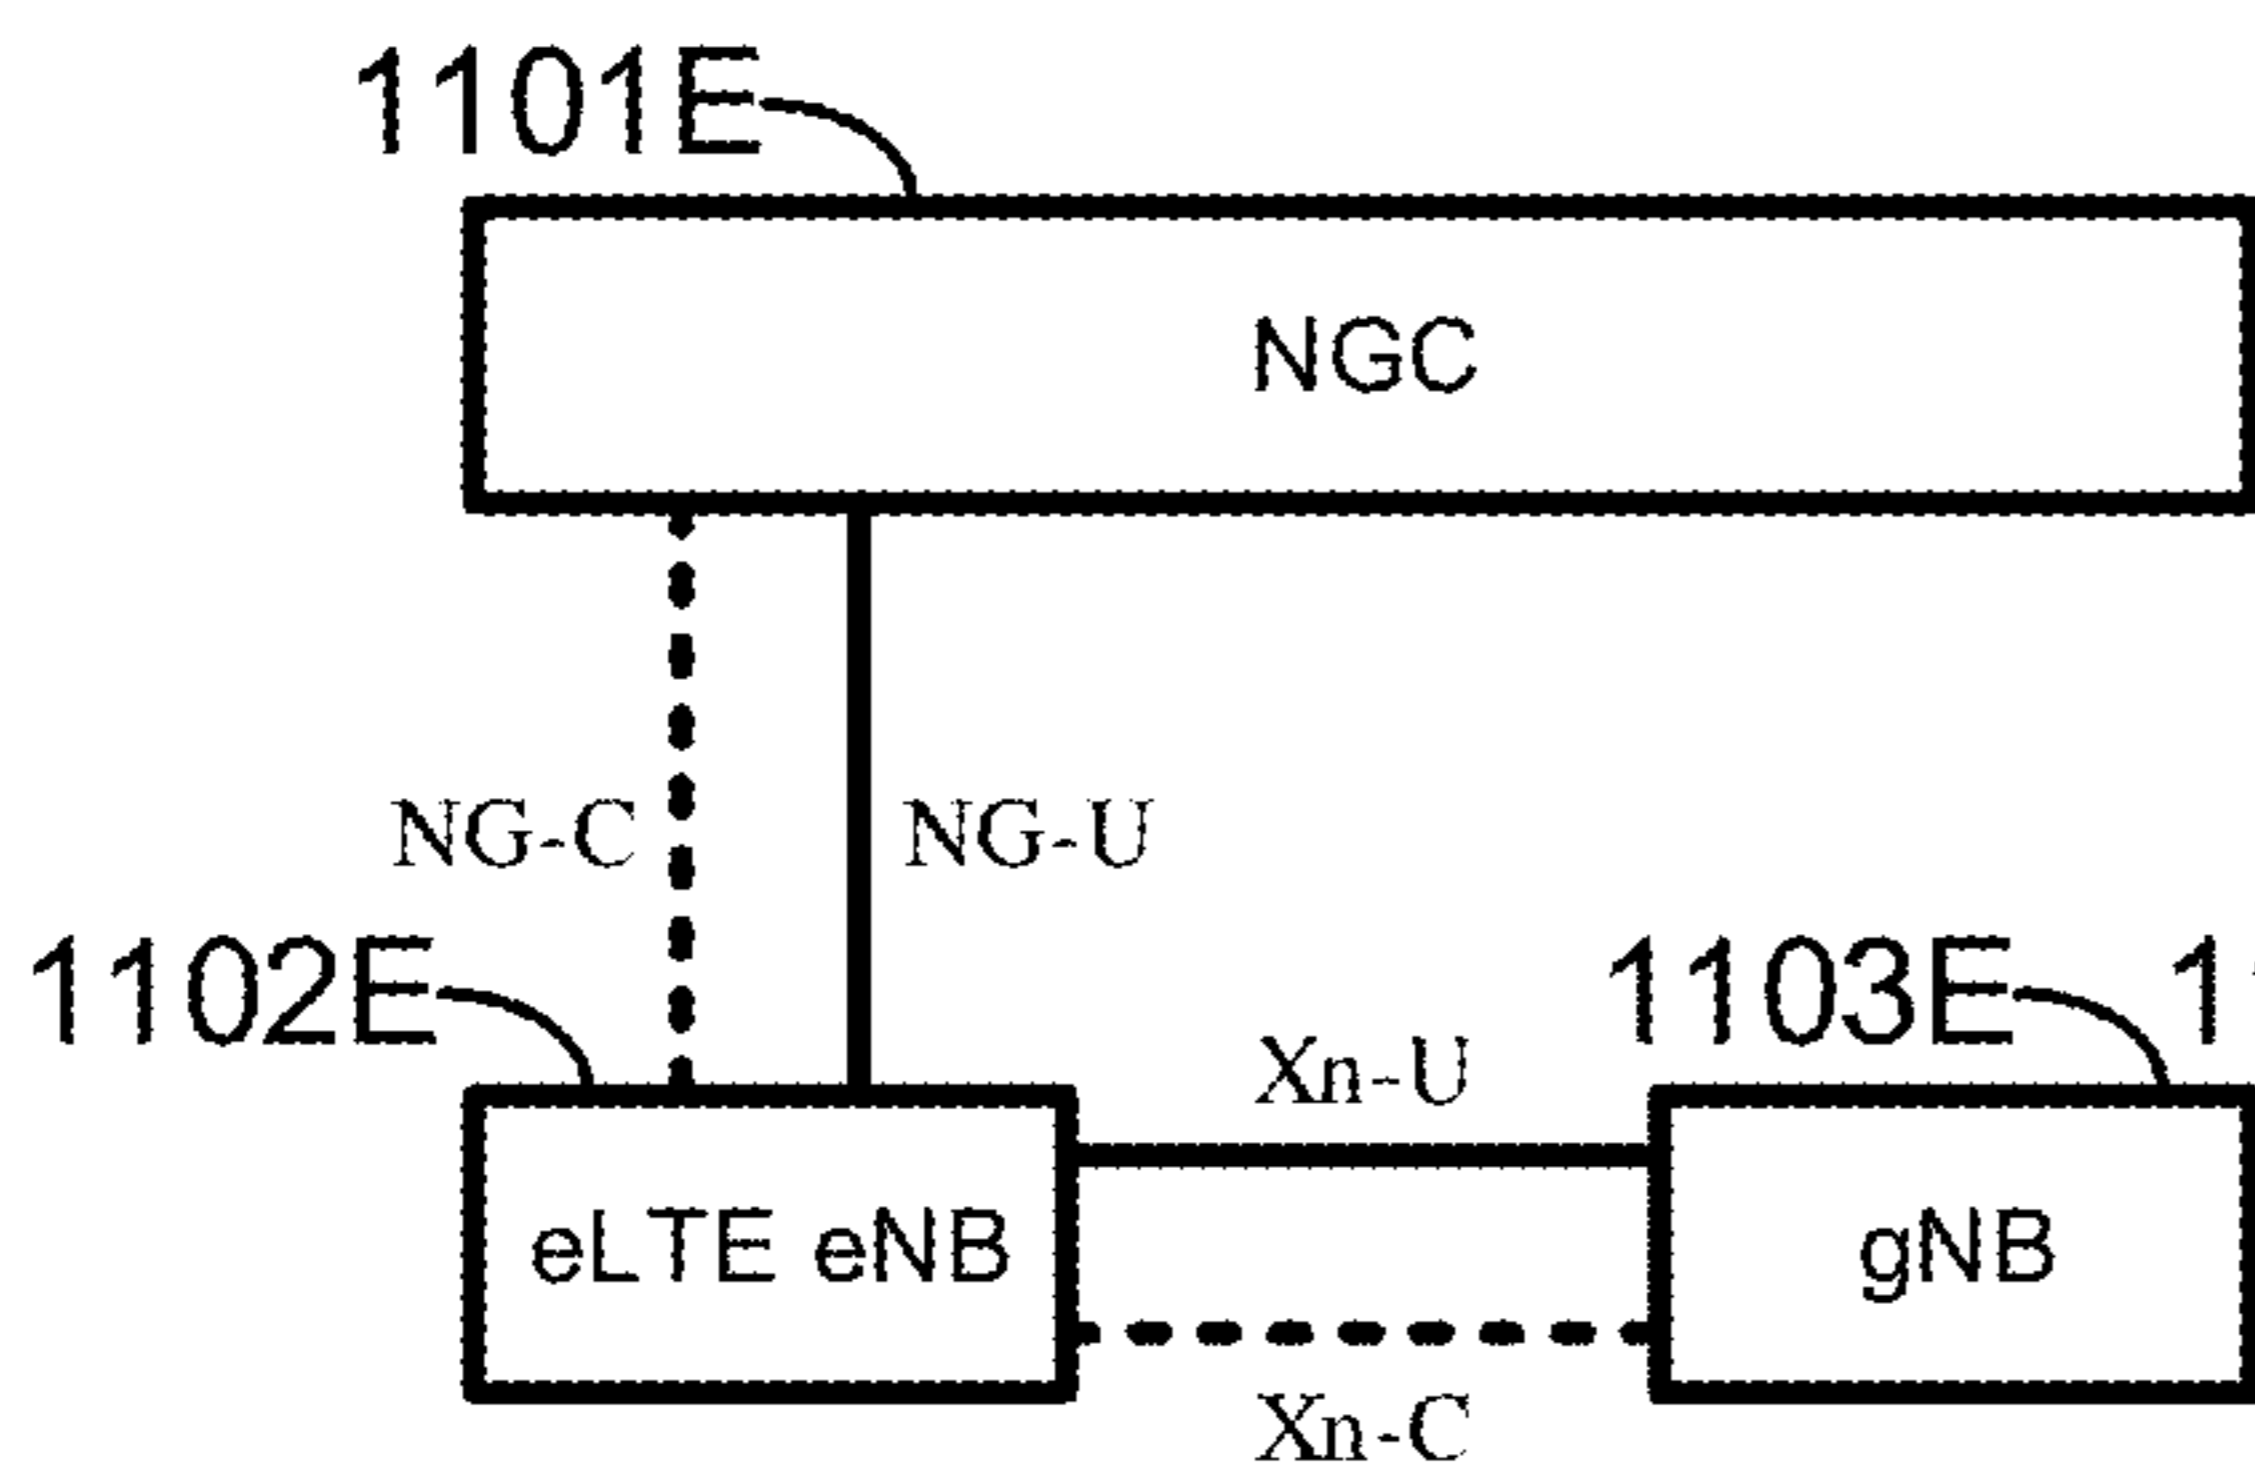 1101E
NGC
NG-C NG-U
1102E 1103E
Xn-U
eLTE eNB gNB
Xn-C